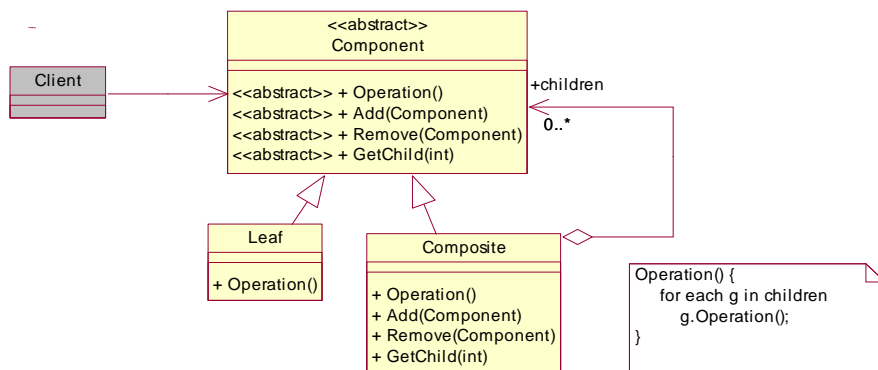 <<abstract>>
Component
Client
<<abstract>> + Operation()
<<abstract>> + Add(Component)
<<abstract>> + Remove(Component)
<<abstract>> + GetChild(int)
+children
0..*
Leaf
+ Operation()
Composite
+ Operation()
+ Add(Component)
+ Remove(Component)
+ GetChild(int)
Operation() {
for each g in children
g.Operation();
}